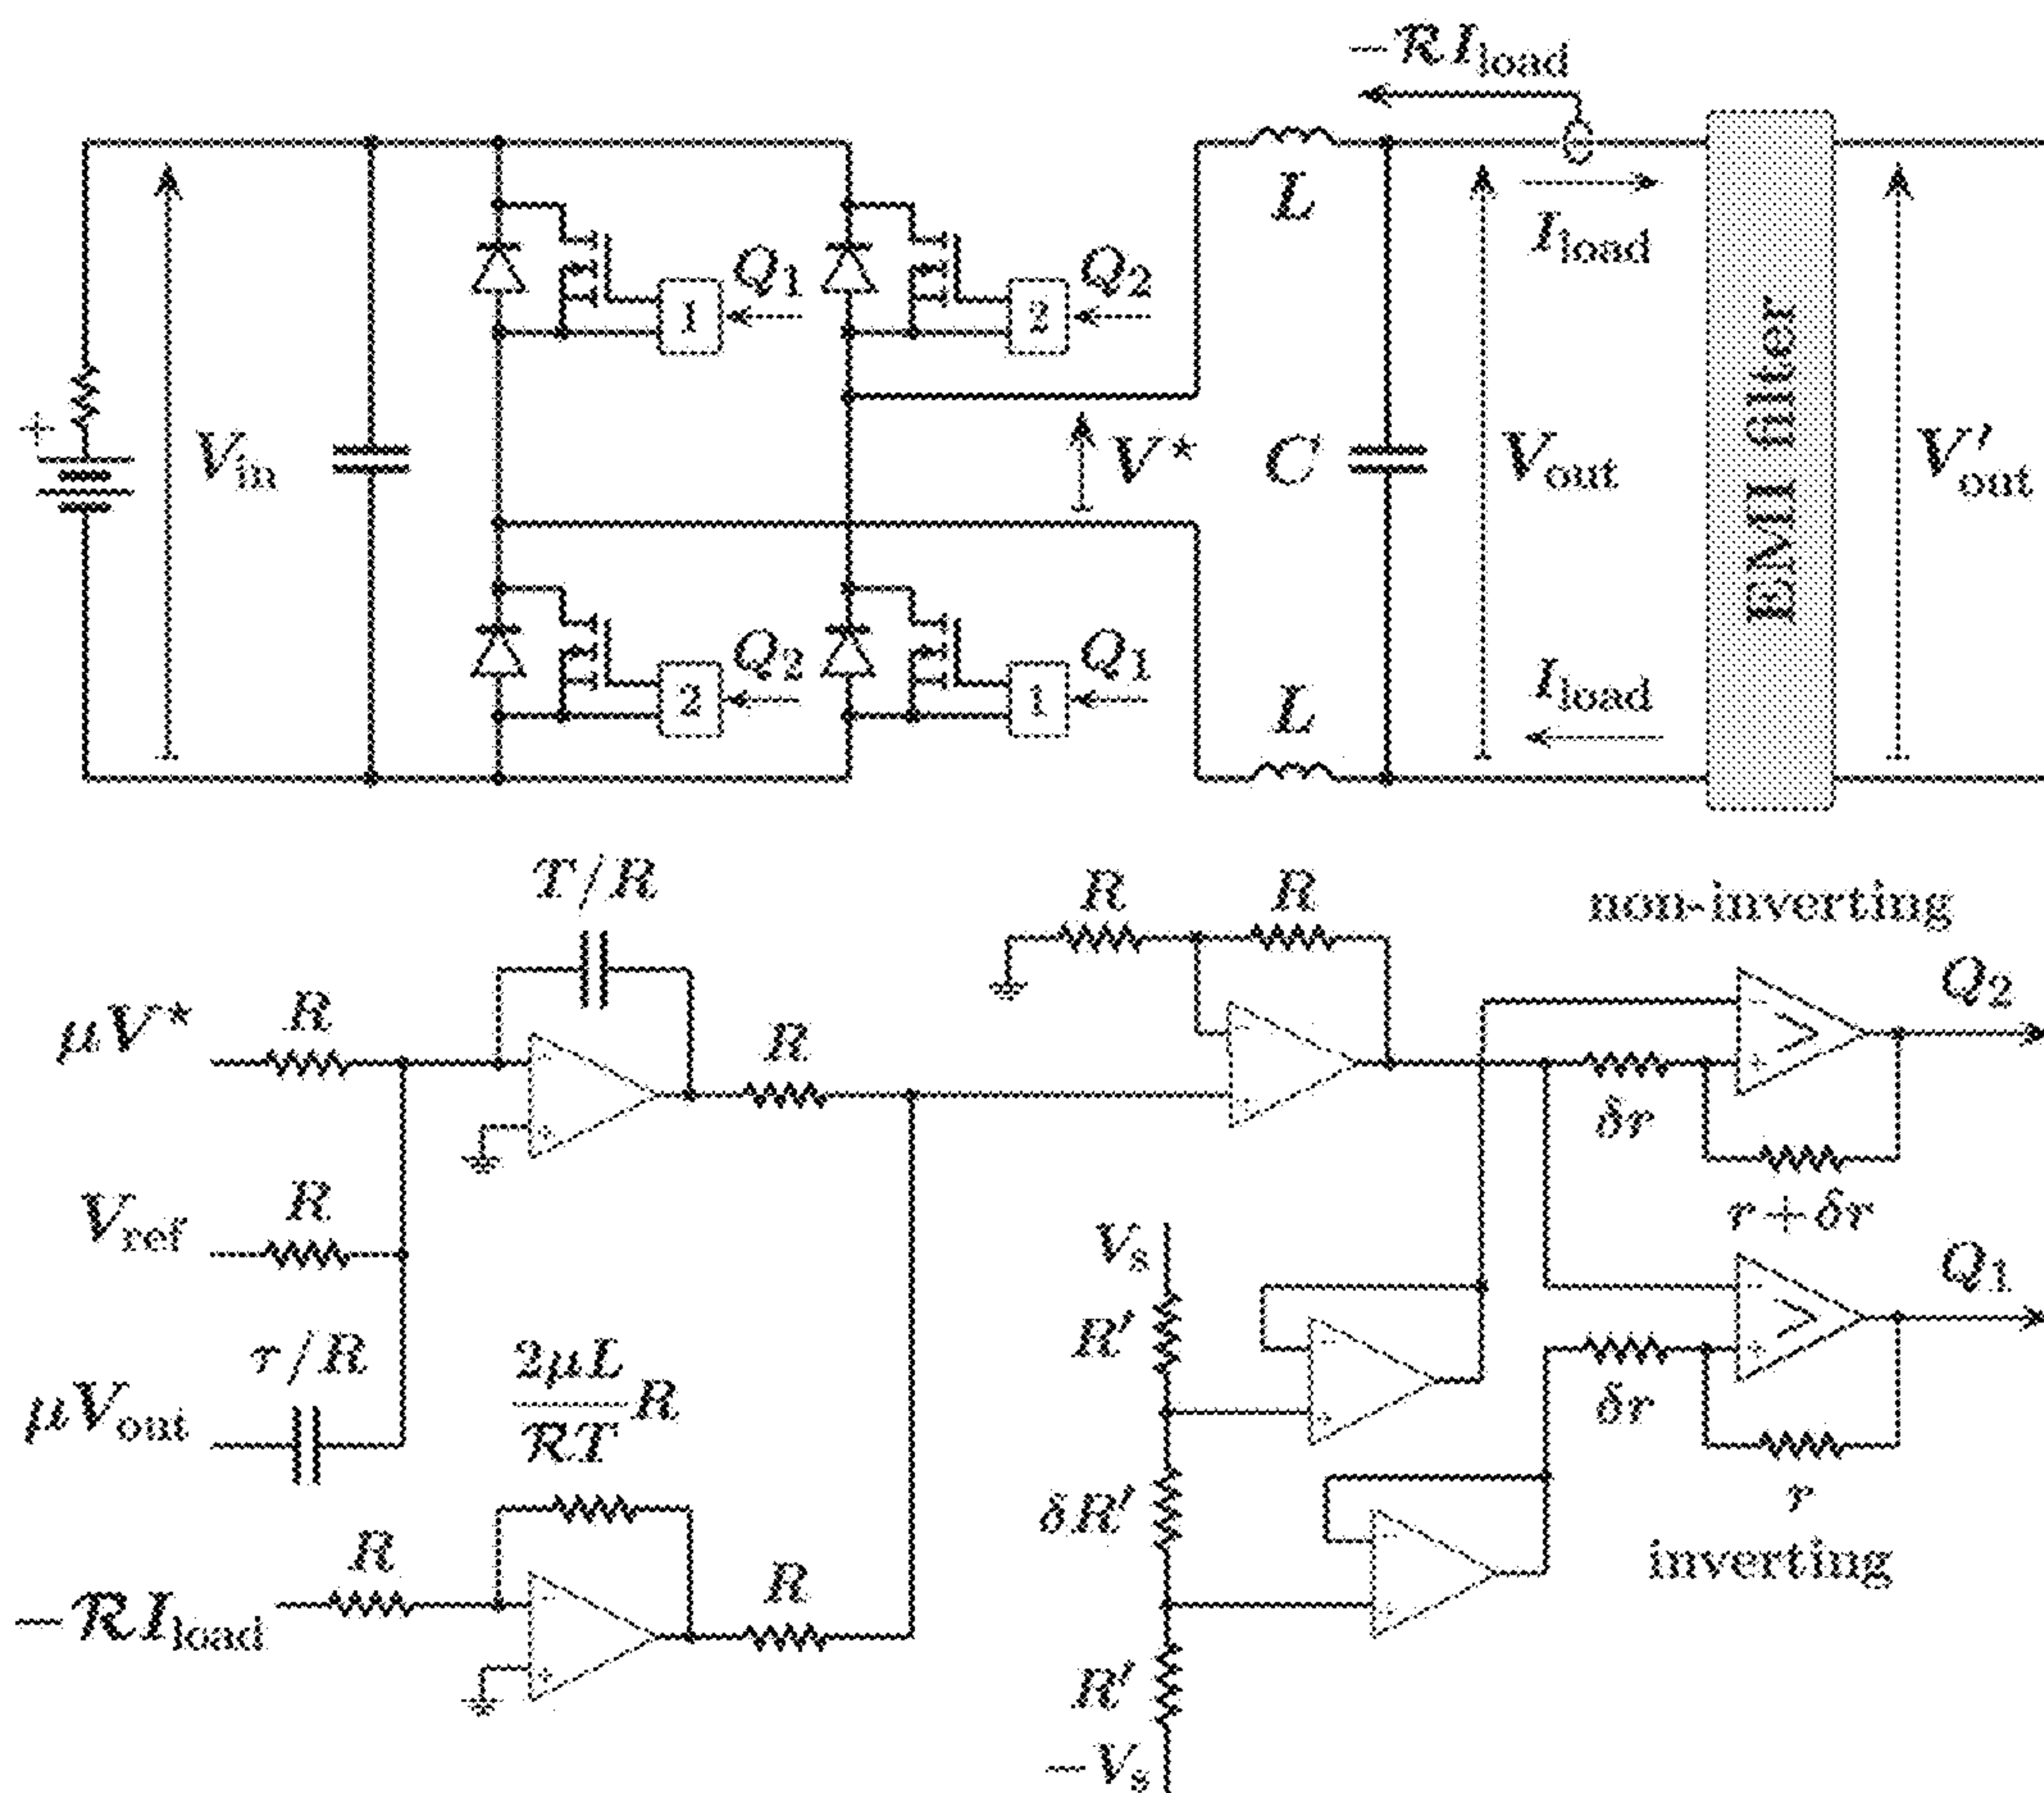 −ℛI_load
L
I_load
Q₁
Q₂
1
2
+
V_in
V*
C
V_out
EMI filter
V′_out
Q₂
Q₁
2
1
L
I_load
T/R
R
R
non-inverting
Q₂
μV*
R
R
δr
r + δr
V_ref
R
V_s
Q₁
R′
δr
μV_out
r/R
2μL/ℛT R
r
δR′
inverting
−ℛI_load
R
R
R′
−V_s